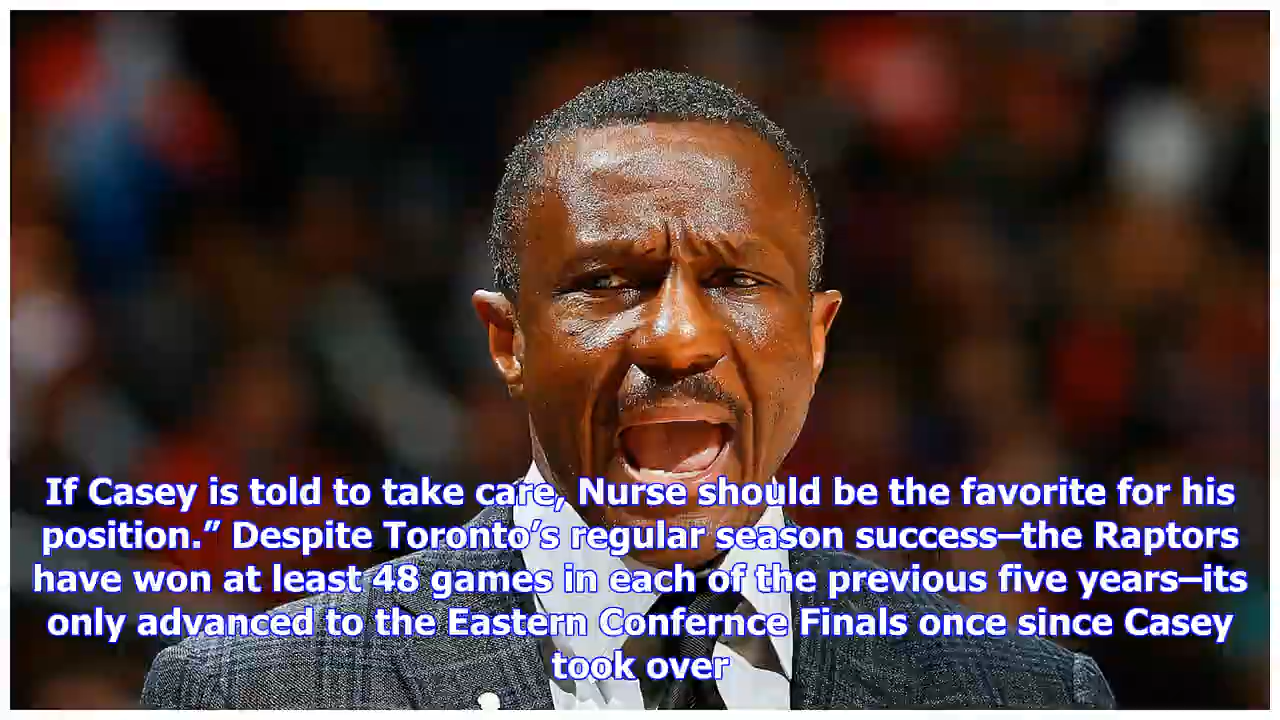 If Casey is told to take care, Nurse should be the favorite for his
position.” Despite Toronto’s regular season success—the Raptors
have won at least 48 games in each of the previous five years—its
only advanced to the Eastern Confernce Finals once since Casey
took over